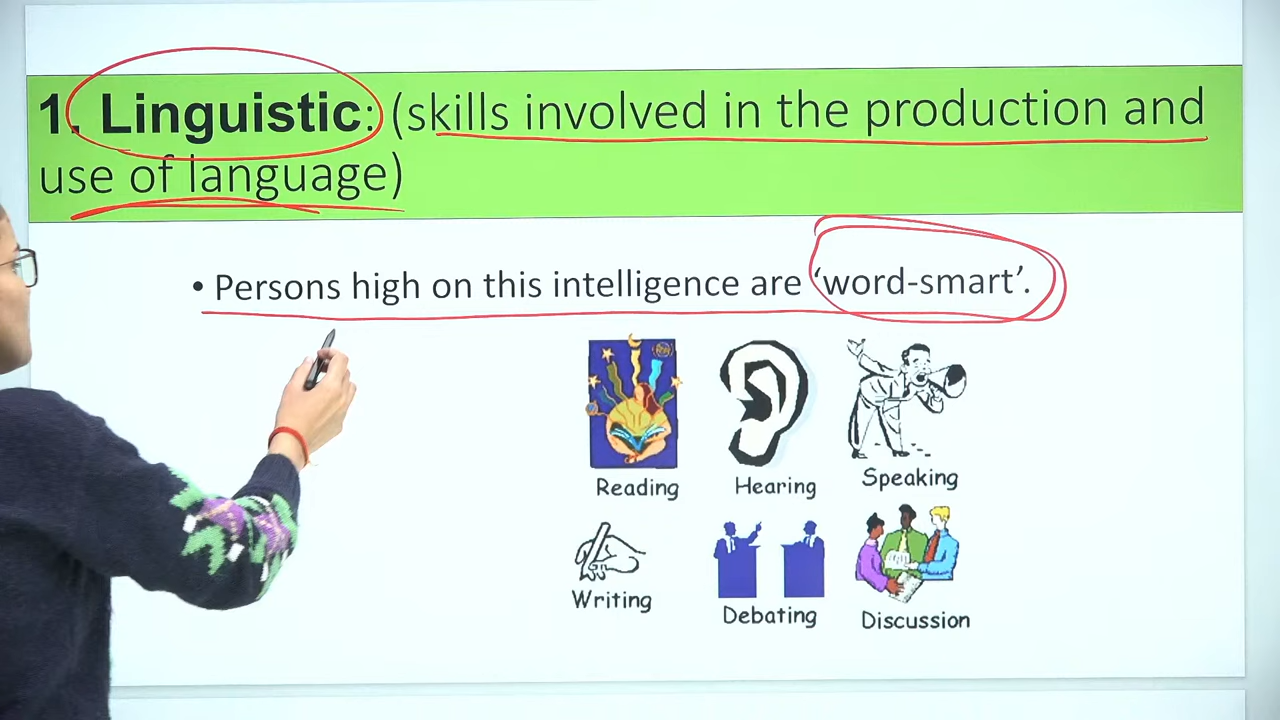 1. Linguistic: (skills involved in the production and
use of language)
• Persons high on this intelligence are ‘word-smart’.
Reading Hearing Speaking
Writing Debating Discussion